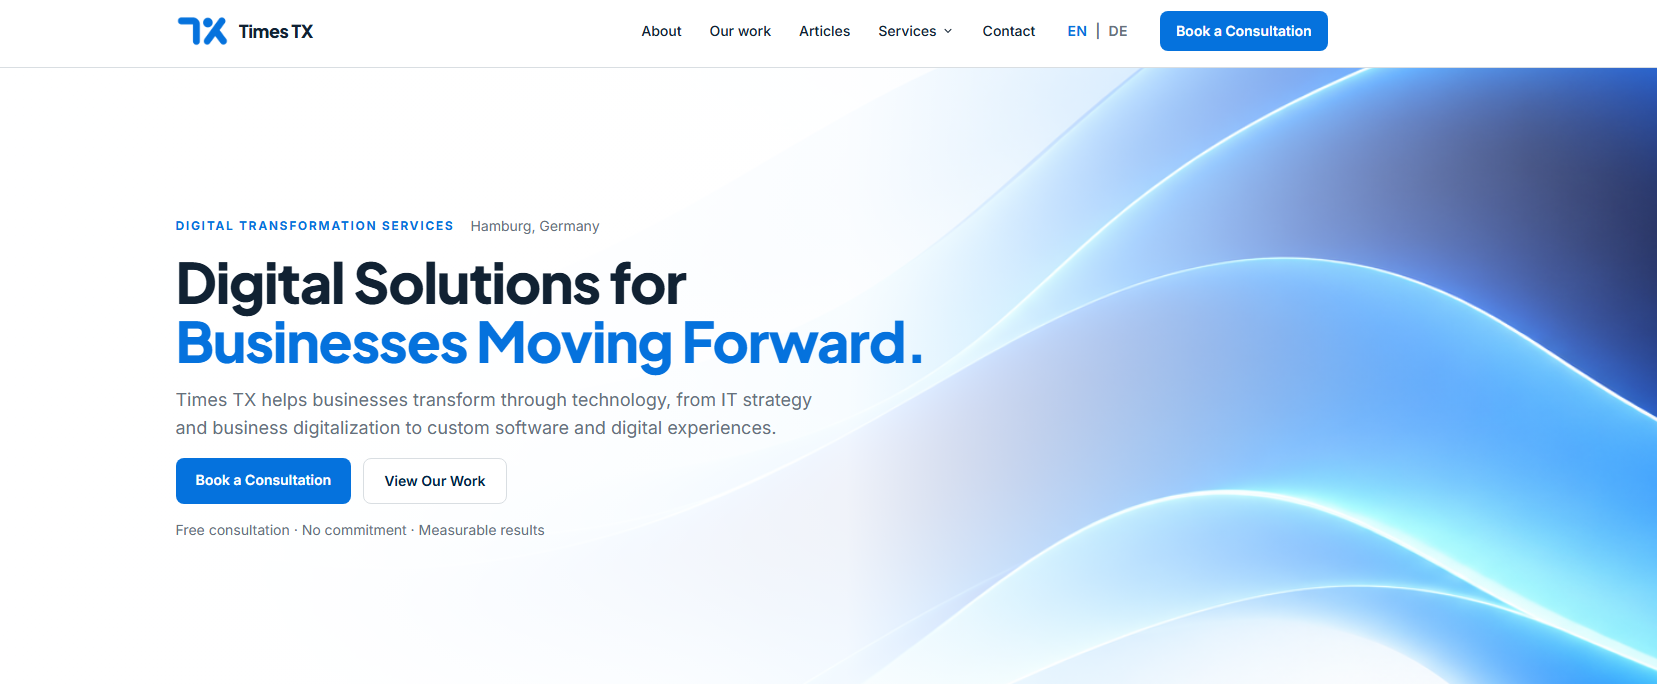 Times TX
About
Our work
Articles
Services
Contact
EN | DE
Book a Consultation
DIGITAL TRANSFORMATION SERVICES
Hamburg, Germany
Digital Solutions for
Businesses Moving Forward.
Times TX helps businesses transform through technology, from IT strategy
and business digitalization to custom software and digital experiences.
Book a Consultation
View Our Work
Free consultation · No commitment · Measurable results